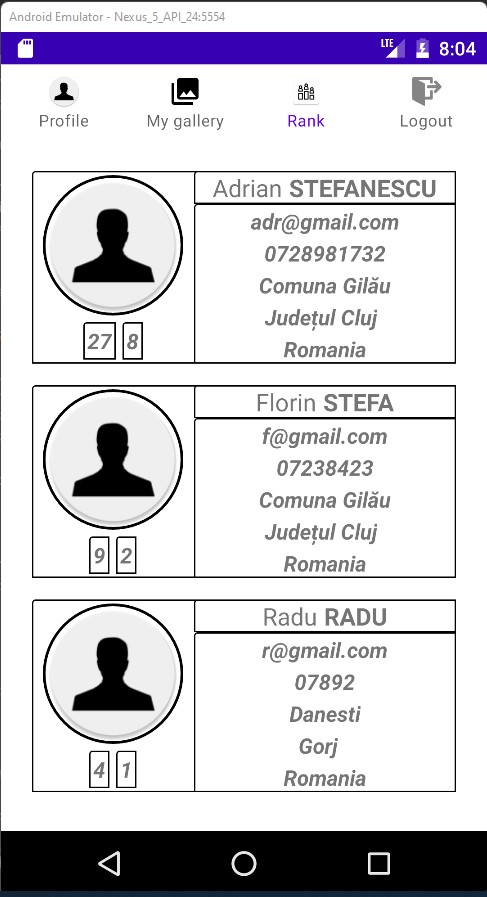 Android Emulator - Nexus_5_API_24:5554
LTE 8:04
Profile My gallery Rank Logout
Adrian STEFANESCU
adr@gmail.com
0728981732
Comuna Gilău
Județul Cluj
Romania
27 8
Florin STEFA
f@gmail.com
07238423
Comuna Gilău
Județul Cluj
Romania
9 2
Radu RADU
r@gmail.com
07892
Danesti
Gorj
Romania
4 1